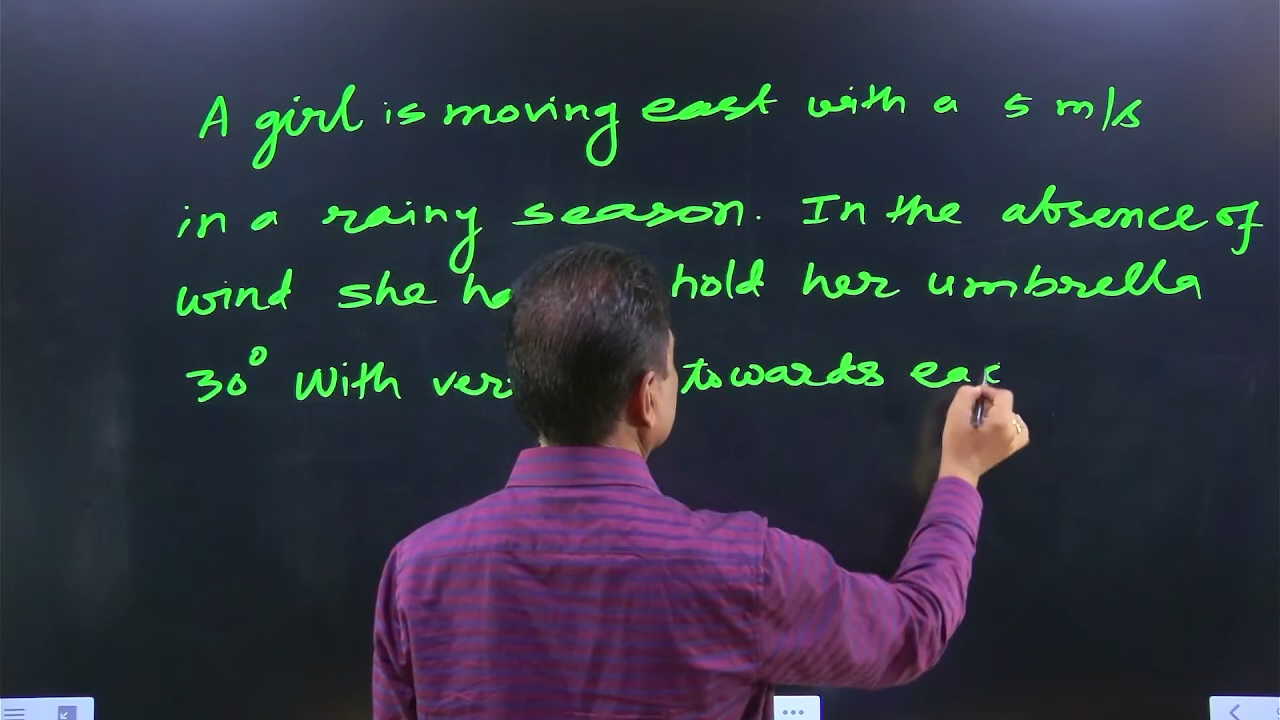 A girl is moving east with a 5 m/s
in a rainy season. In the absence of
wind she hold her umbrella
30° With towards